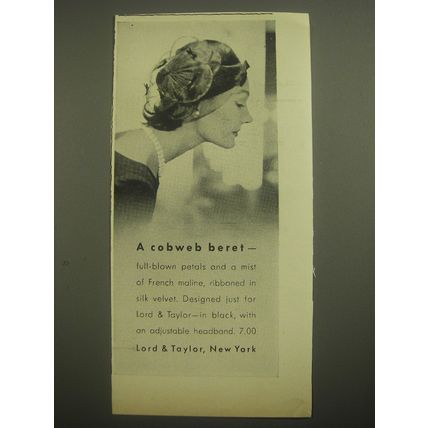 A cobweb beret—
full-blown petals and a mist
of French maline, ribboned in
silk velvet. Designed just for
Lord & Taylor—in black, with
an adjustable headband. 7.00
Lord & Taylor, New York